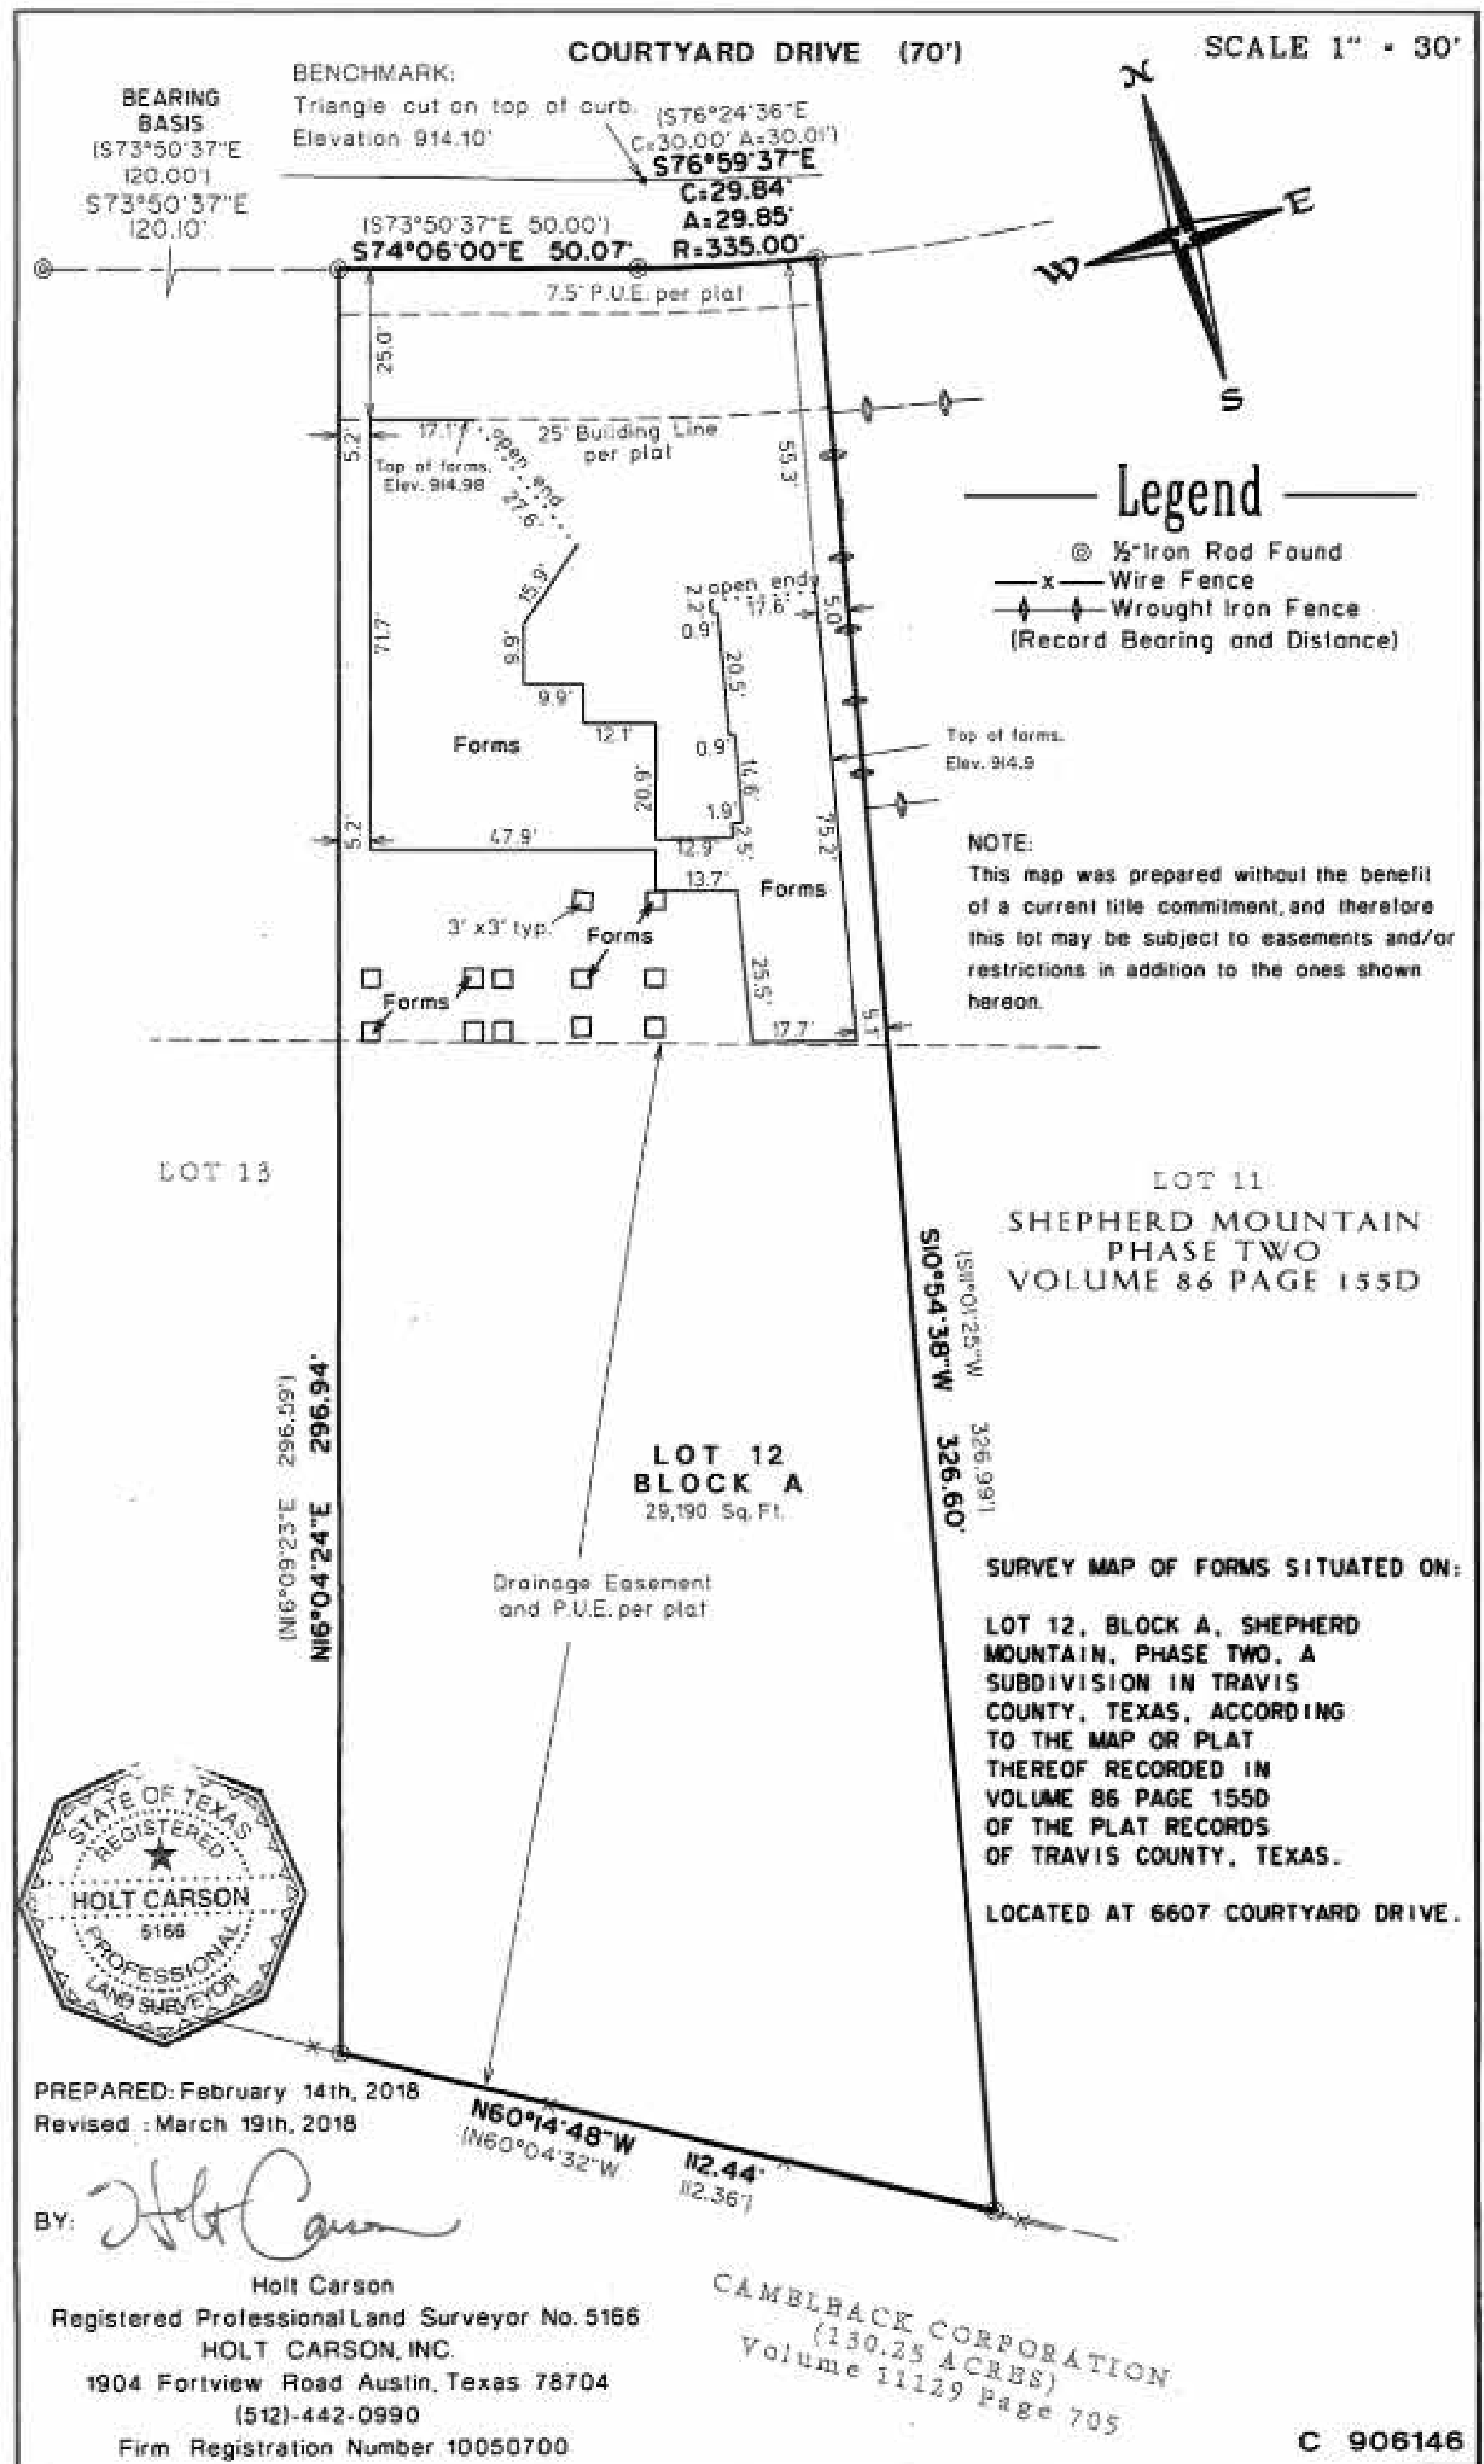 COURTYARD DRIVE (70')
SCALE 1" = 30'
BENCHMARK:
Triangle cut on top of curb.
Elevation 914.10'
BEARING
BASIS
(S73°50'37"E
120.00')
S73°50'37"E
120.10'
(S76°24'36"E
C=30.00' A=30.01')
S76°59'37"E
C=29.84'
A=29.85'
R=335.00'
(S73°50'37"E 50.00')
S74°06'00"E 50.07'
N
E
W
S
7.5' P.U.E. per plat
25.0'
55.3'
5.2'
17.1'
open end
27.6'
25' Building Line
per plat
Top of forms.
Elev. 914.98
Legend
½" Iron Rod Found
x Wire Fence
Wrought Iron Fence
(Record Bearing and Distance)
15.9'
9.9'
9.9'
71.7'
2.2'
open end
17.6'
5.0'
0.9'
20.5'
12.1'
Forms
0.9'
14.6'
20.9'
1.9'
2.5'
75.2'
Top of forms.
Elev. 914.9
5.2'
47.9'
12.9'
13.7'
Forms
3' x3' typ.
Forms
Forms
25.5'
17.7'
5.1'
NOTE:
This map was prepared without the benefit
of a current title commitment, and therefore
this lot may be subject to easements and/or
restrictions in addition to the ones shown
hereon.
LOT 13
LOT 11
SHEPHERD MOUNTAIN
PHASE TWO
VOLUME 86 PAGE 155D
(S11°01'25"W 326.99')
S10°54'38"W 326.60'
(N16°09'23"E 296.59')
N16°04'24"E 296.94'
LOT 12
BLOCK A
29,190 Sq. Ft.
Drainage Easement
and P.U.E. per plat
SURVEY MAP OF FORMS SITUATED ON:
LOT 12, BLOCK A, SHEPHERD
MOUNTAIN, PHASE TWO, A
SUBDIVISION IN TRAVIS
COUNTY, TEXAS, ACCORDING
TO THE MAP OR PLAT
THEREOF RECORDED IN
VOLUME 86 PAGE 155D
OF THE PLAT RECORDS
OF TRAVIS COUNTY, TEXAS.
LOCATED AT 6607 COURTYARD DRIVE.
STATE OF TEXAS
REGISTERED
HOLT CARSON
5166
PROFESSIONAL
LAND SURVEYOR
x
N60°14'48"W 112.44'
(N60°04'32"W 112.36')
x
PREPARED: February 14th, 2018
Revised : March 19th, 2018
BY: Holt Carson
Holt Carson
Registered Professional Land Surveyor No. 5166
HOLT CARSON, INC.
1904 Fortview Road Austin, Texas 78704
(512)-442-0990
Firm Registration Number 10050700
CAMELBACK CORPORATION
(130.25 ACRES)
Volume 11129 Page 705
C 906146